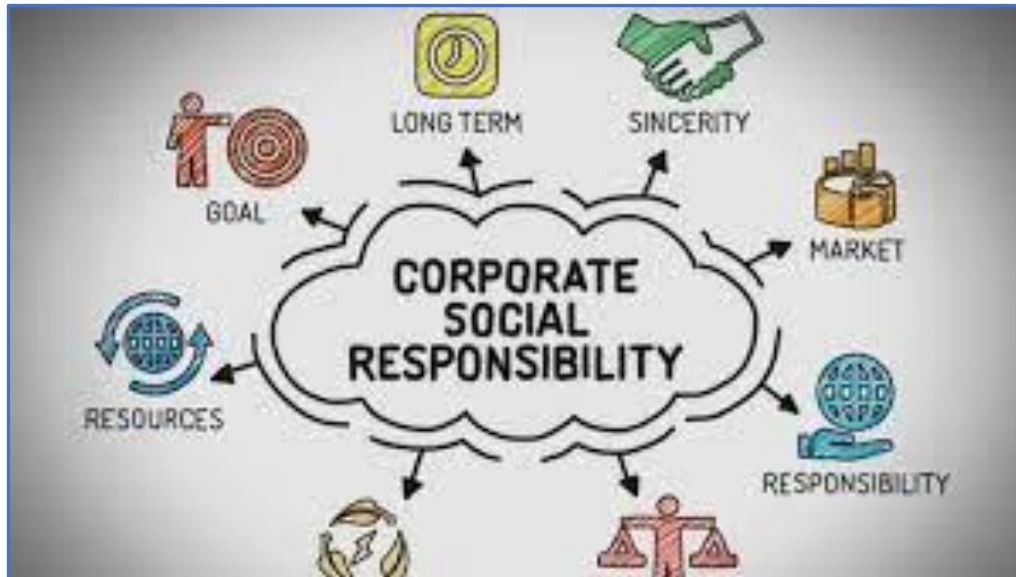 LONG TERM
SINCERITY
GOAL
MARKET
CORPORATE
SOCIAL
RESPONSIBILITY
RESOURCES
RESPONSIBILITY